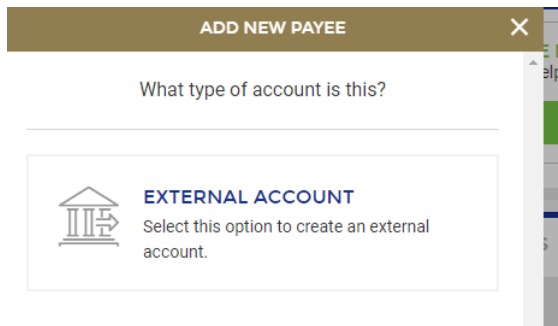 ADD NEW PAYEE
What type of account is this?
EXTERNAL ACCOUNT
Select this option to create an external
account.